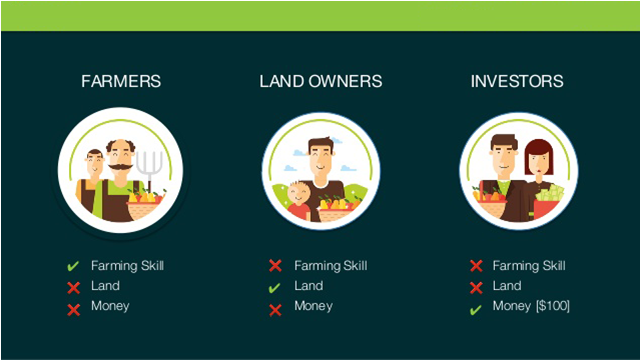 FARMERS
Farming Skill
Land
Money
LAND OWNERS
Farming Skill
Land
Money
INVESTORS
Farming Skill
Land
Money [$100]